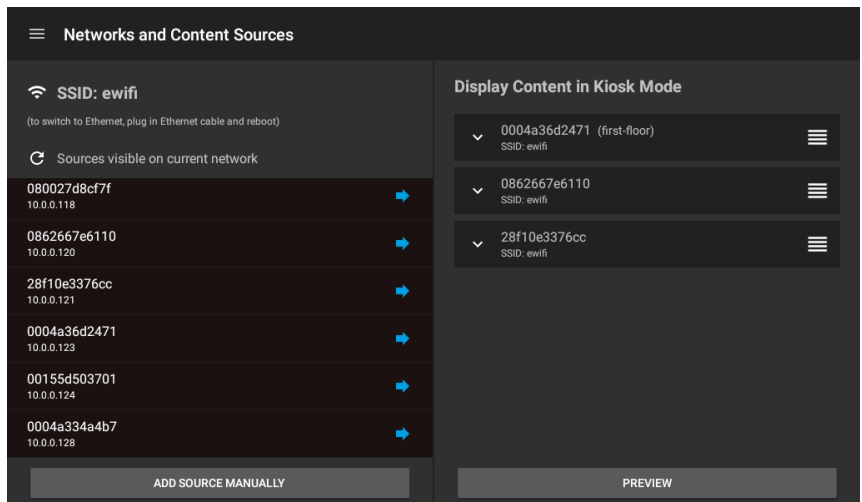 Networks and Content Sources
SSID: ewifi
(to switch to Ethernet, plug in Ethernet cable and reboot)
Sources visible on current network
080027d8cf7f
10.0.0.118
0862667e6110
10.0.0.120
28f10e3376cc
10.0.0.121
0004a36d2471
10.0.0.123
00155d503701
10.0.0.124
0004a334a4b7
10.0.0.128
ADD SOURCE MANUALLY
Display Content in Kiosk Mode
0004a36d2471 (first-floor)
SSID: ewifi
0862667e6110
SSID: ewifi
28f10e3376cc
SSID: ewifi
PREVIEW